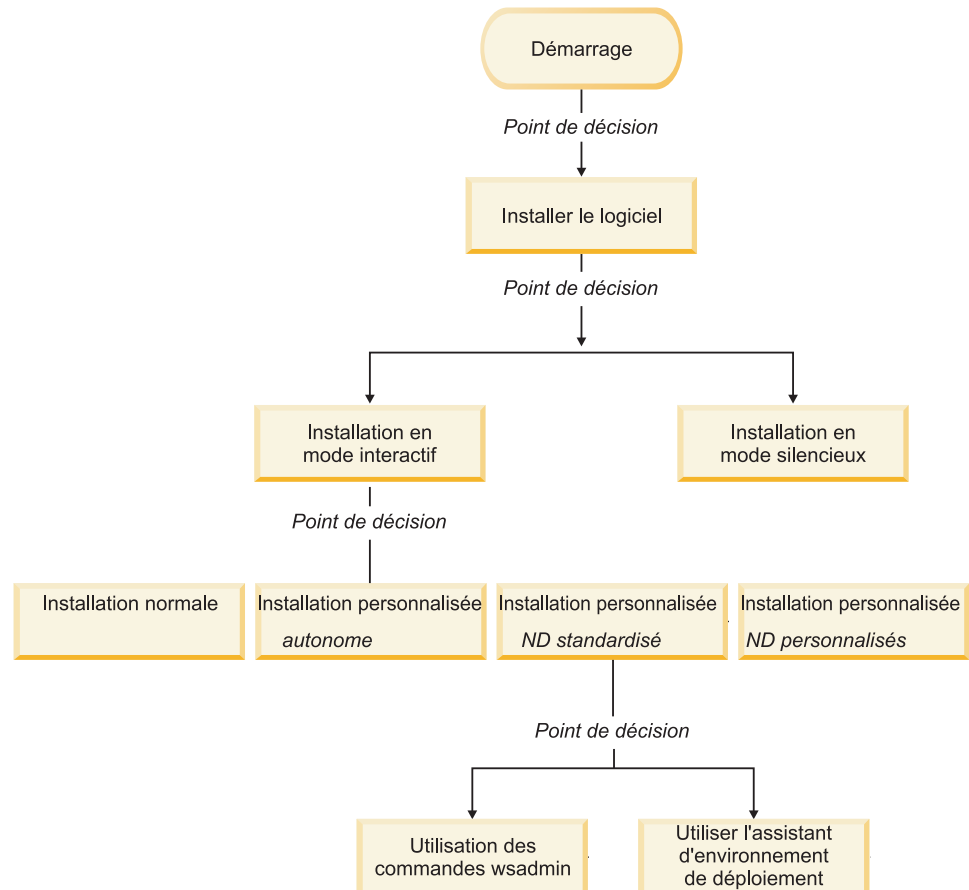 Démarrage
Point de décision
Installer le logiciel
Point de décision
Installation en
mode interactif
Installation en
mode silencieux
Point de décision
Installation normale
Installation personnalisée
autonome
Installation personnalisée
ND standardisé
Installation personnalisée
ND personnalisés
Point de décision
Utilisation des
commandes wsadmin
Utiliser l'assistant
d'environnement
de déploiement